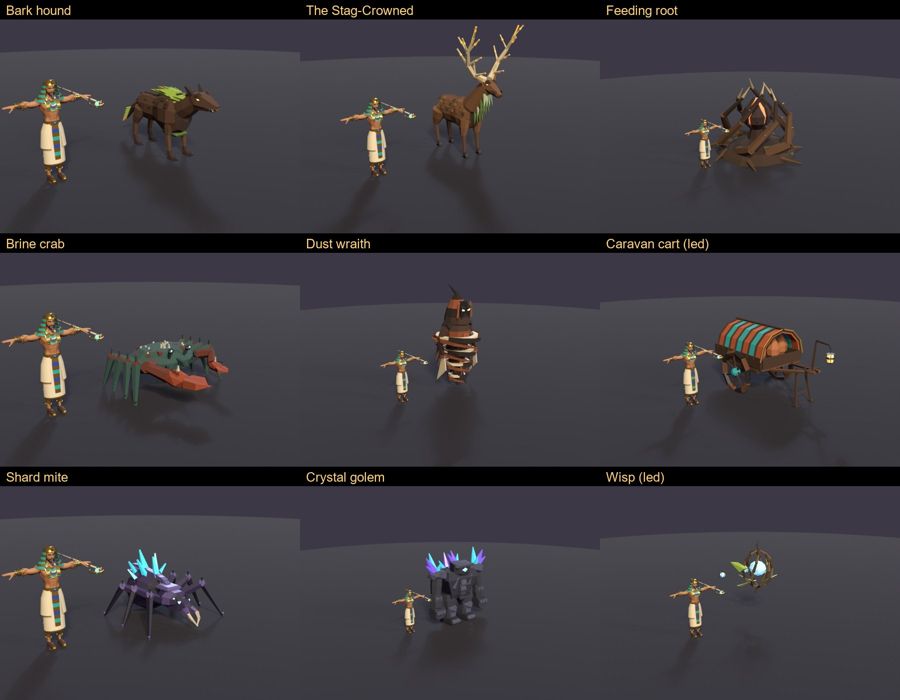 Bark hound
The Stag-Crowned
Feeding root
Brine crab
Dust wraith
Caravan cart (led)
Shard mite
Crystal golem
Wisp (led)